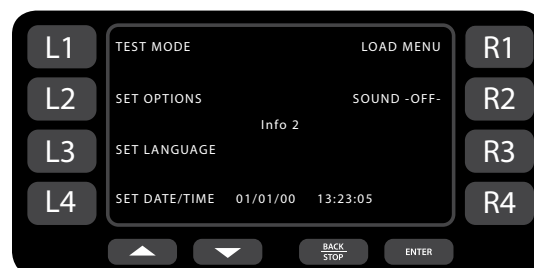 L1 TEST MODE LOAD MENU R1
L2 SET OPTIONS SOUND -OFF- R2
Info 2
L3 SET LANGUAGE R3
L4 SET DATE/TIME 01/01/00 13:23:05 R4
BACK
STOP ENTER